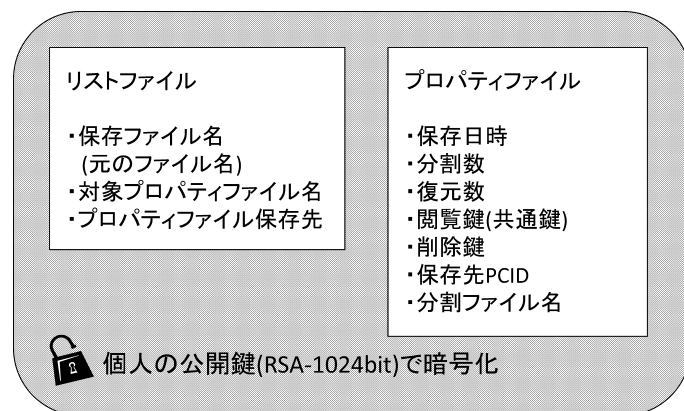 リストファイル
・保存ファイル名
(元のファイル名)
・対象プロパティファイル名
・プロパティファイル保存先
プロパティファイル
・保存日時
・分割数
・復元数
・閲覧鍵(共通鍵)
・削除鍵
・保存先PCID
・分割ファイル名
個人の公開鍵(RSA-1024bit)で暗号化